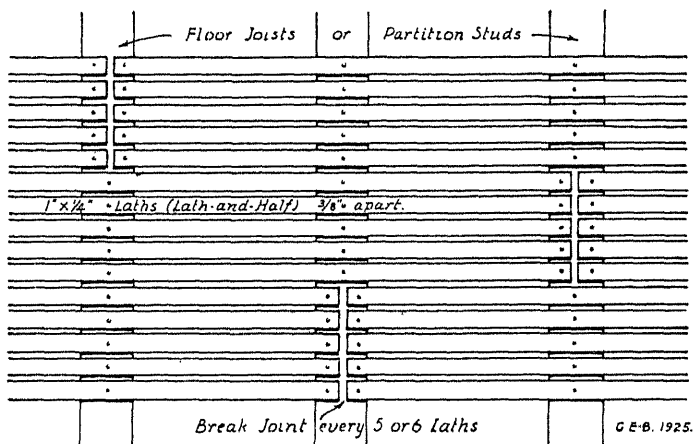 Floor Joists or Partition Studs
1" x 1/4" Laths (Lath-and-Half) 3/8" apart.
Break Joint every 5 or 6 laths
G E·B. 1925.